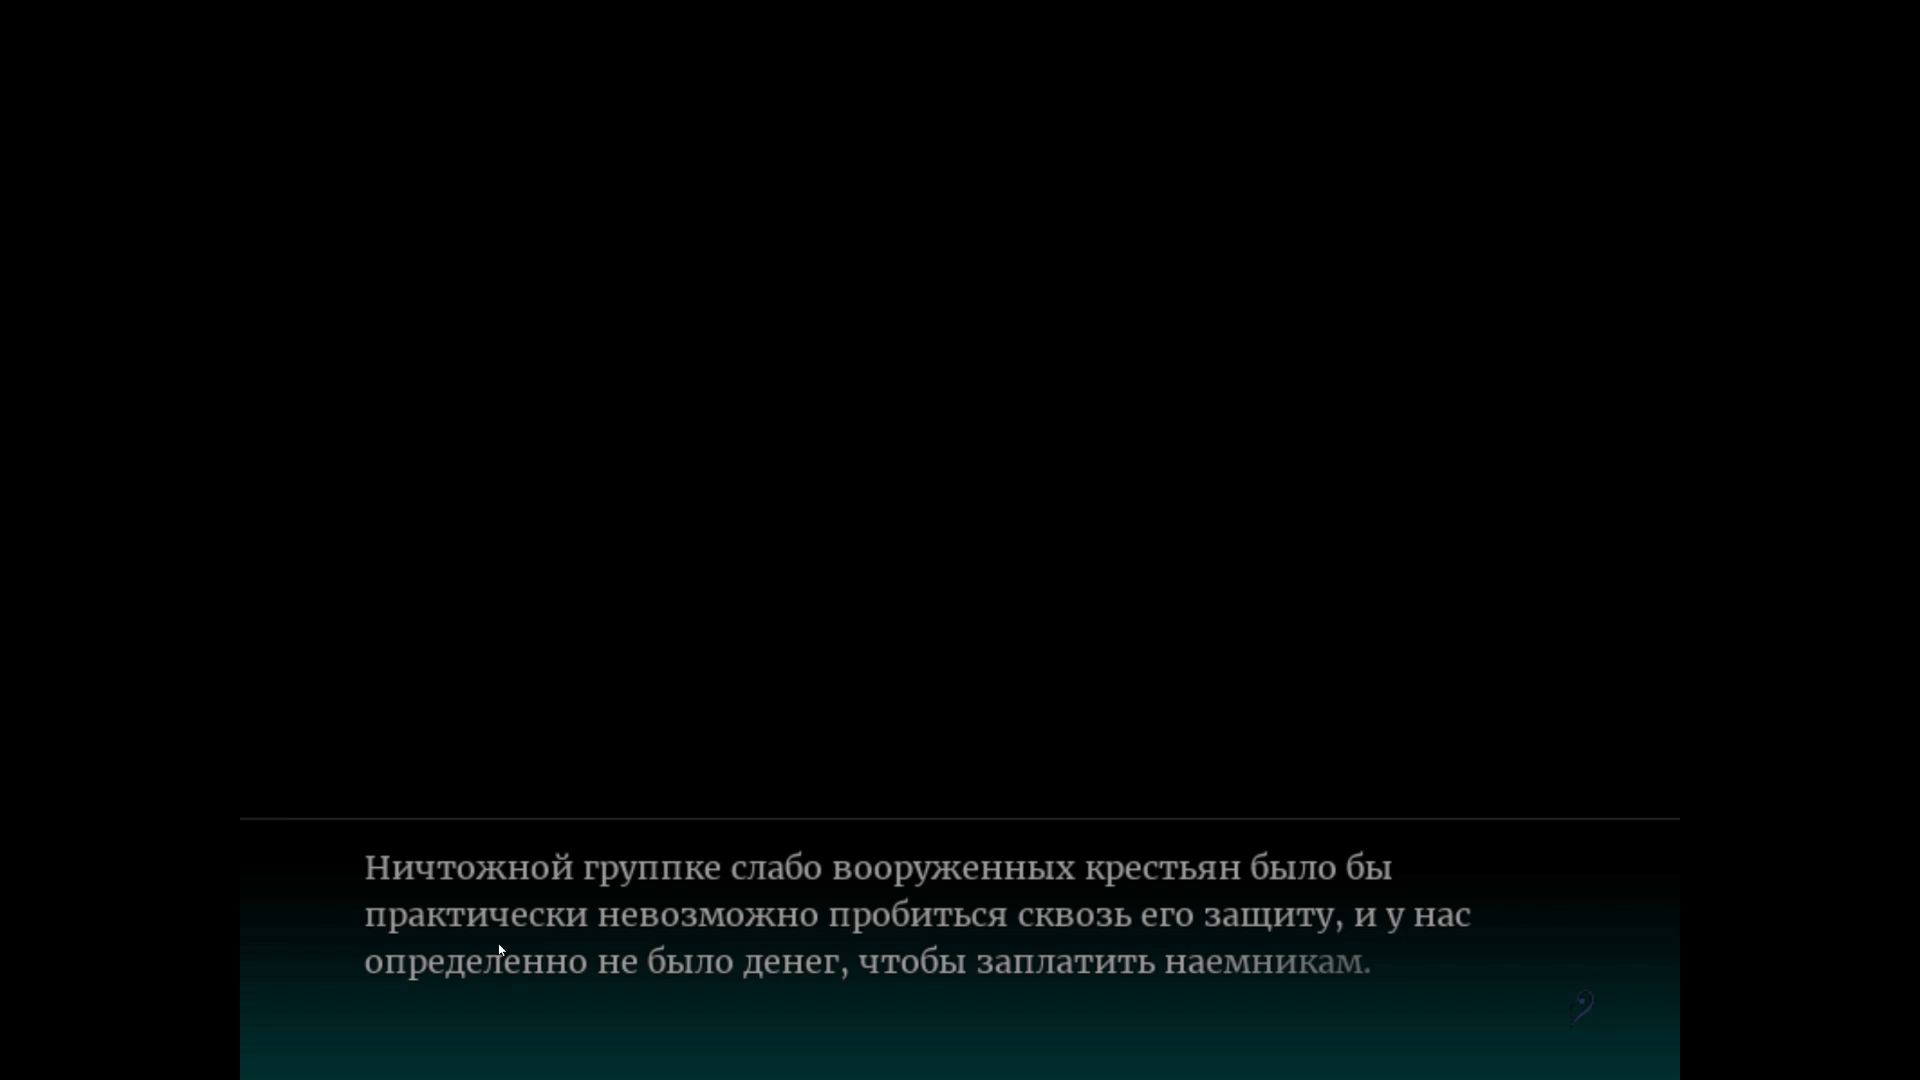 Ничтожной группке слабо вооруженных крестьян было бы
практически невозможно пробиться сквозь его защиту, и у нас
определенно не было денег, чтобы заплатить наемникам.